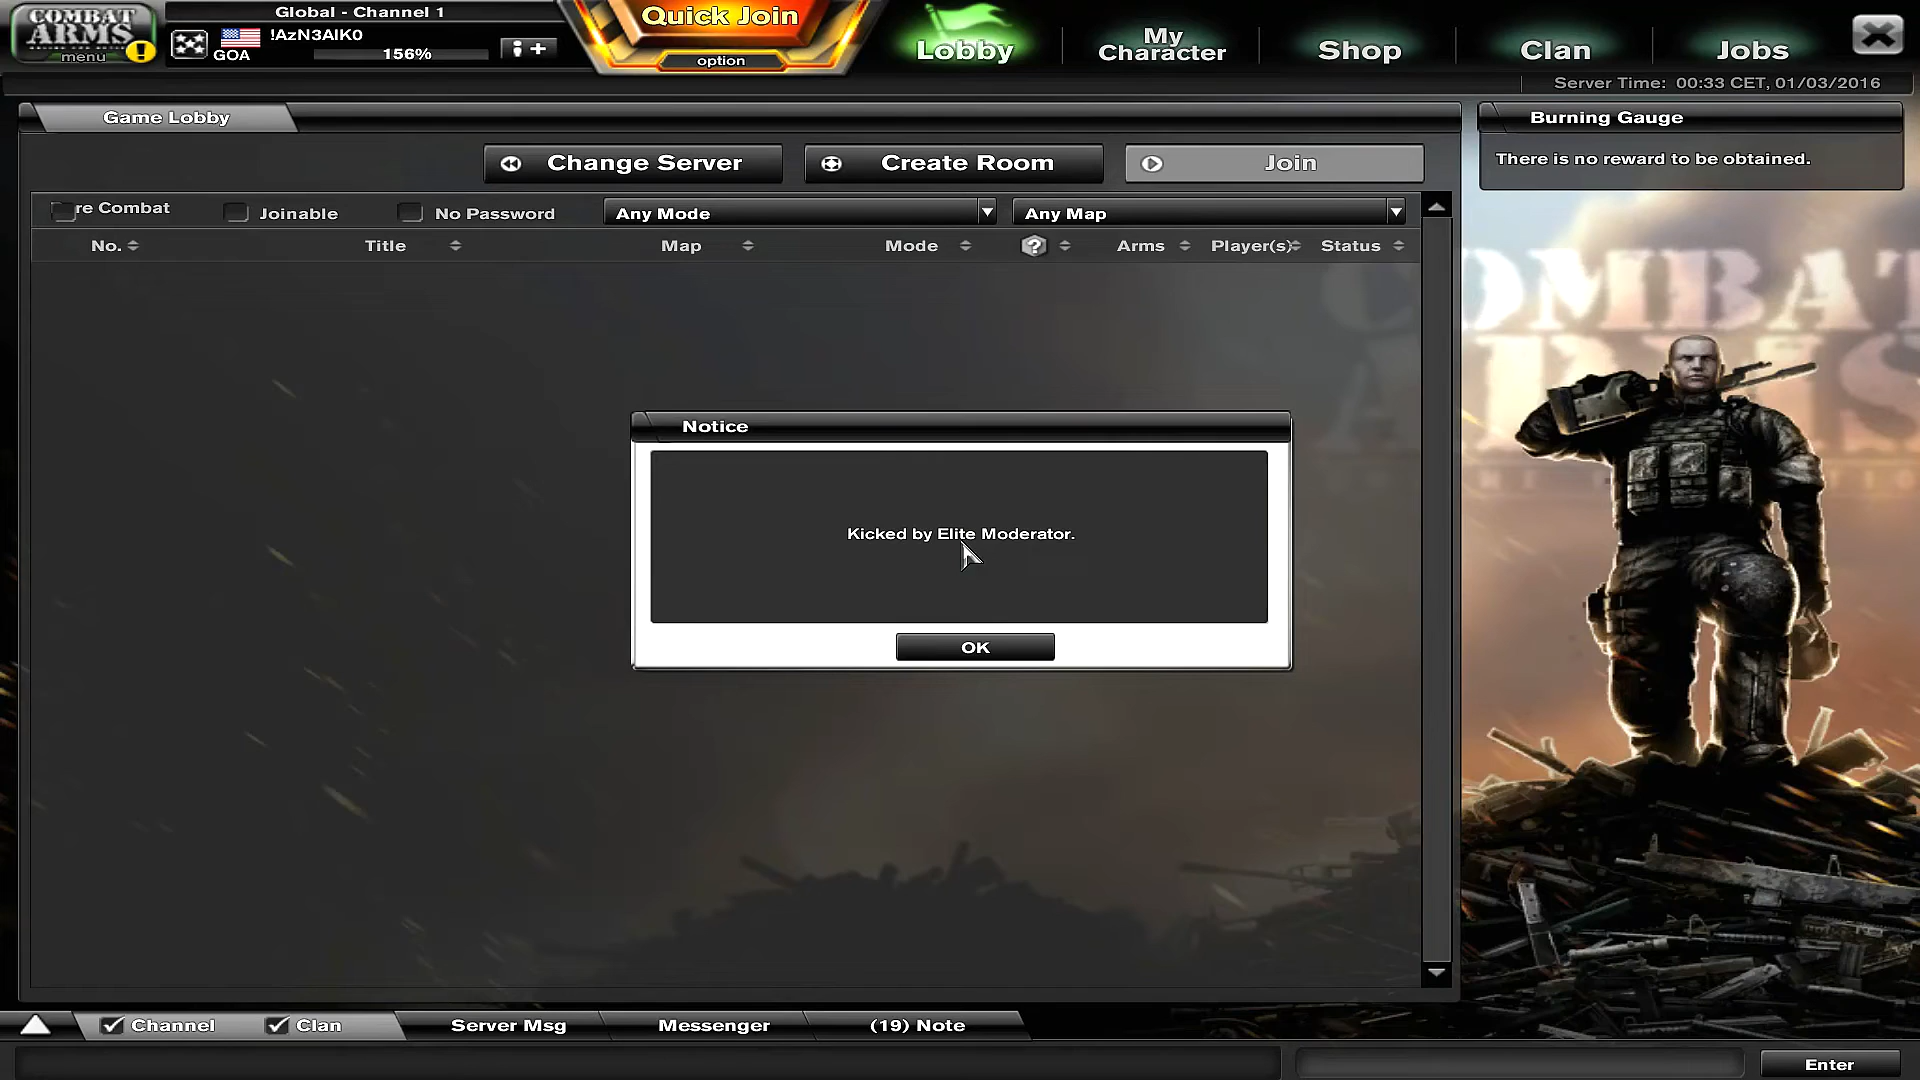 COMBAT
ARMS
menu
Global - Channel 1
!AzN3AIK0
GOA
156%
Quick Join
option
Lobby
My
Character
Shop
Clan
Jobs
Server Time: 00:33 CET, 01/03/2016
Game Lobby
Burning Gauge
There is no reward to be obtained.
Change Server
Create Room
Join
re Combat
Joinable
No Password
Any Mode
Any Map
No.
Title
Map
Mode
?
Arms
Player(s)
Status
COMBAT
ARMS
Notice
Kicked by Elite Moderator.
OK
Channel
Clan
Server Msg
Messenger
(19) Note
Enter